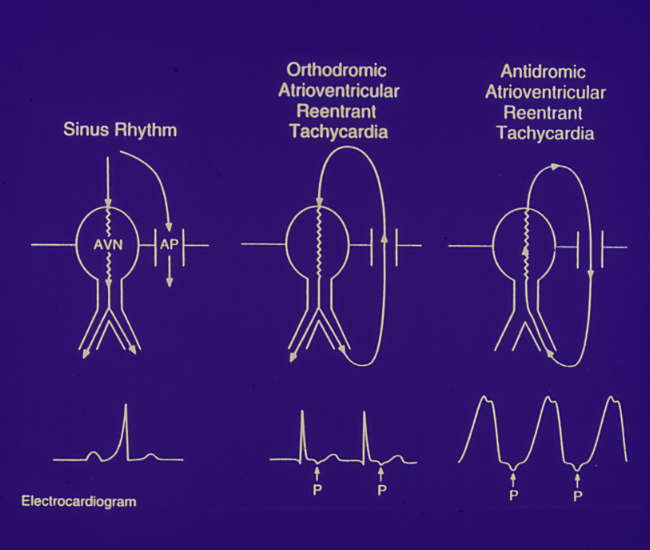 Sinus Rhythm
Orthodromic
Atrioventricular
Reentrant
Tachycardia
Antidromic
Atrioventricular
Reentrant
Tachycardia
AVN
AP
P
P
P
P
Electrocardiogram